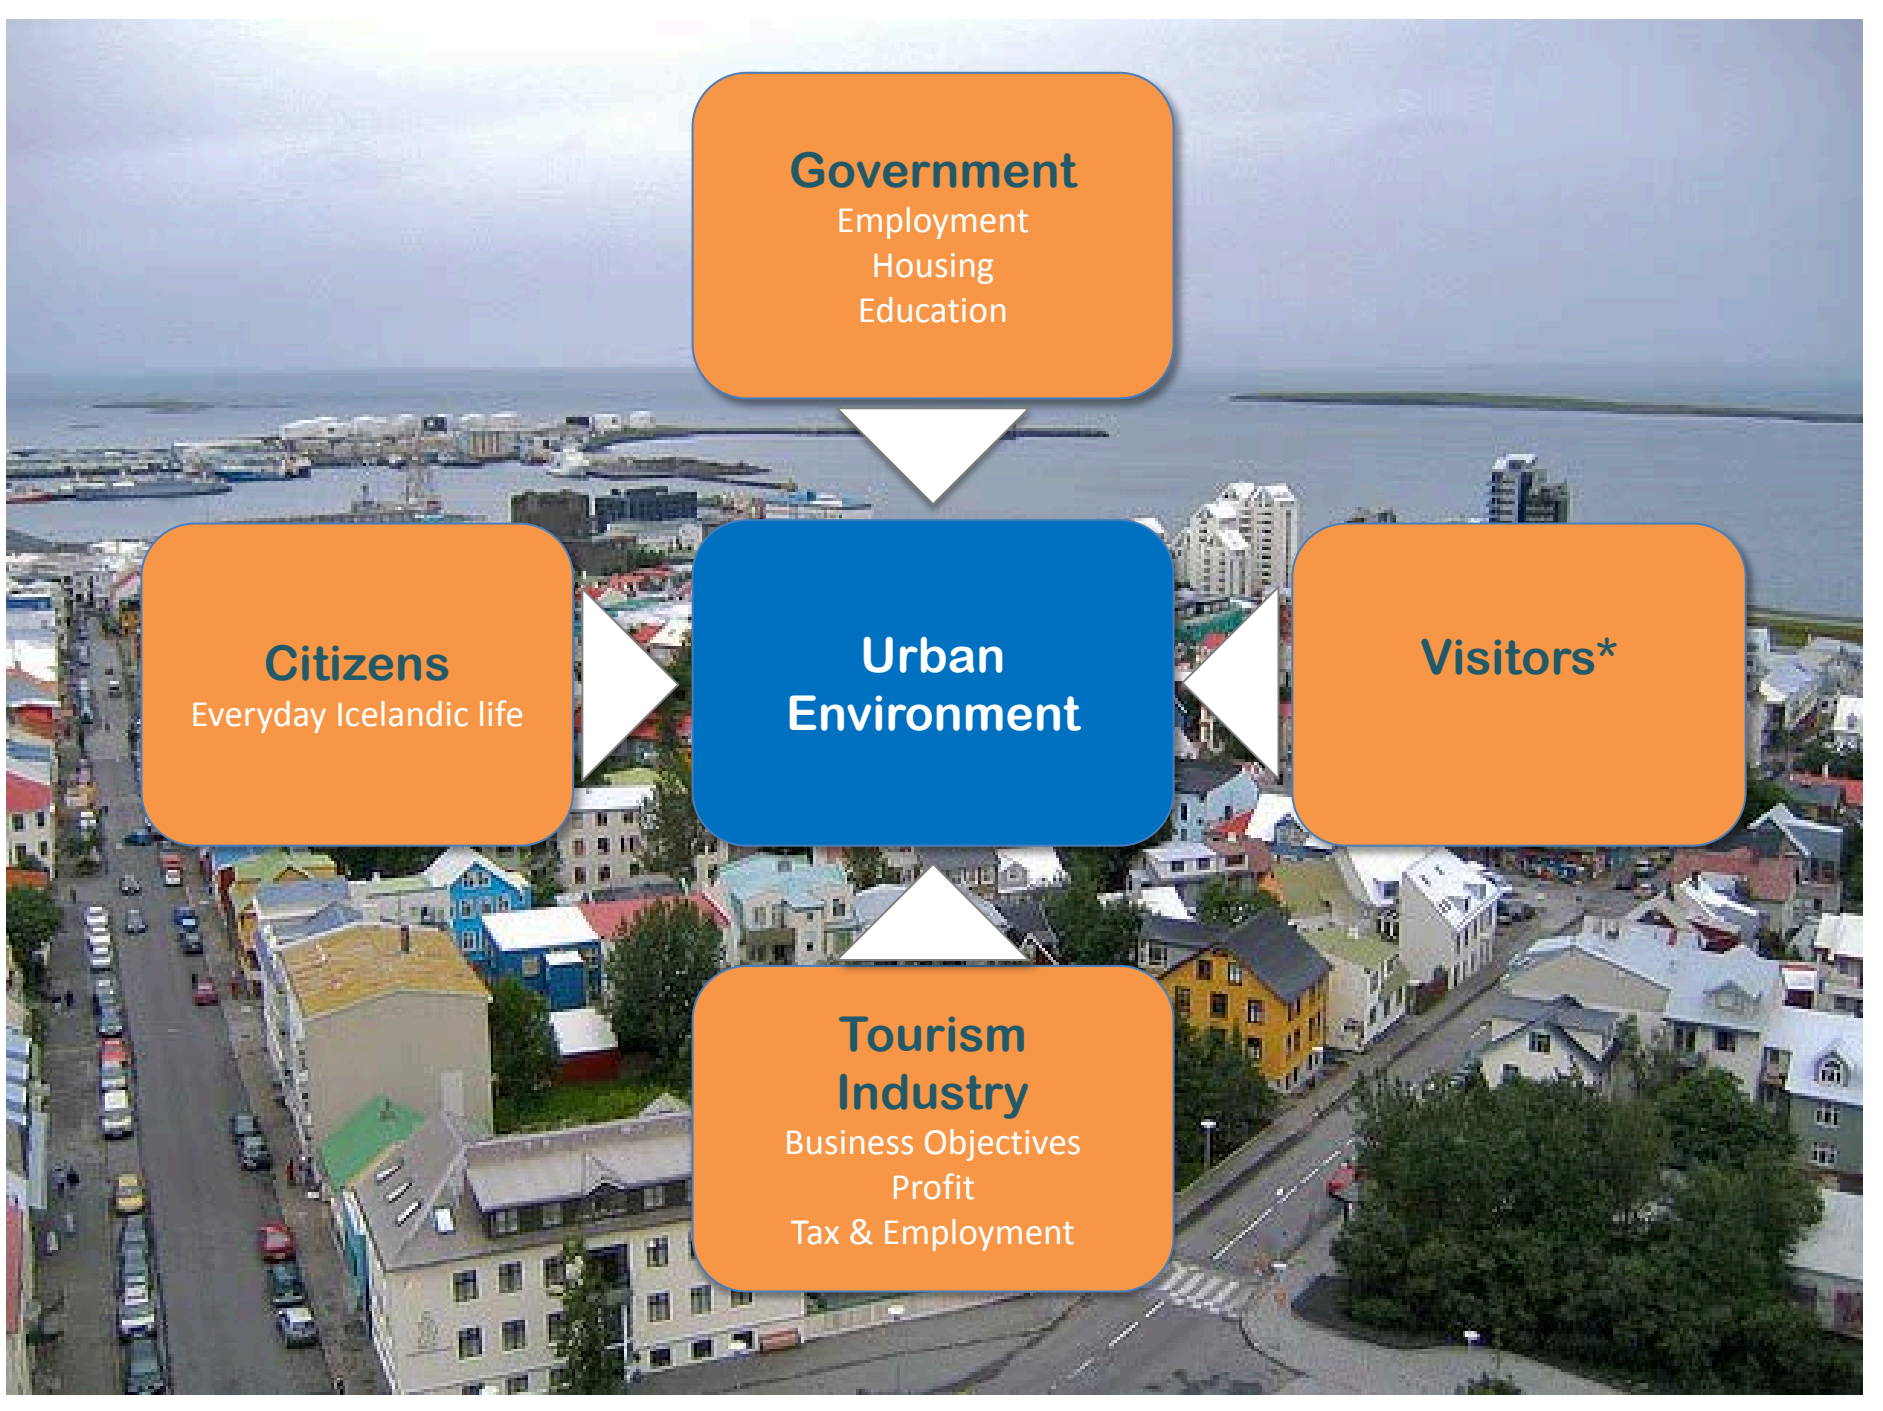 Government
Employment
Housing
Education
Citizens
Everyday Icelandic life
Urban
Environment
Visitors*
Tourism
Industry
Business Objectives
Profit
Tax & Employment